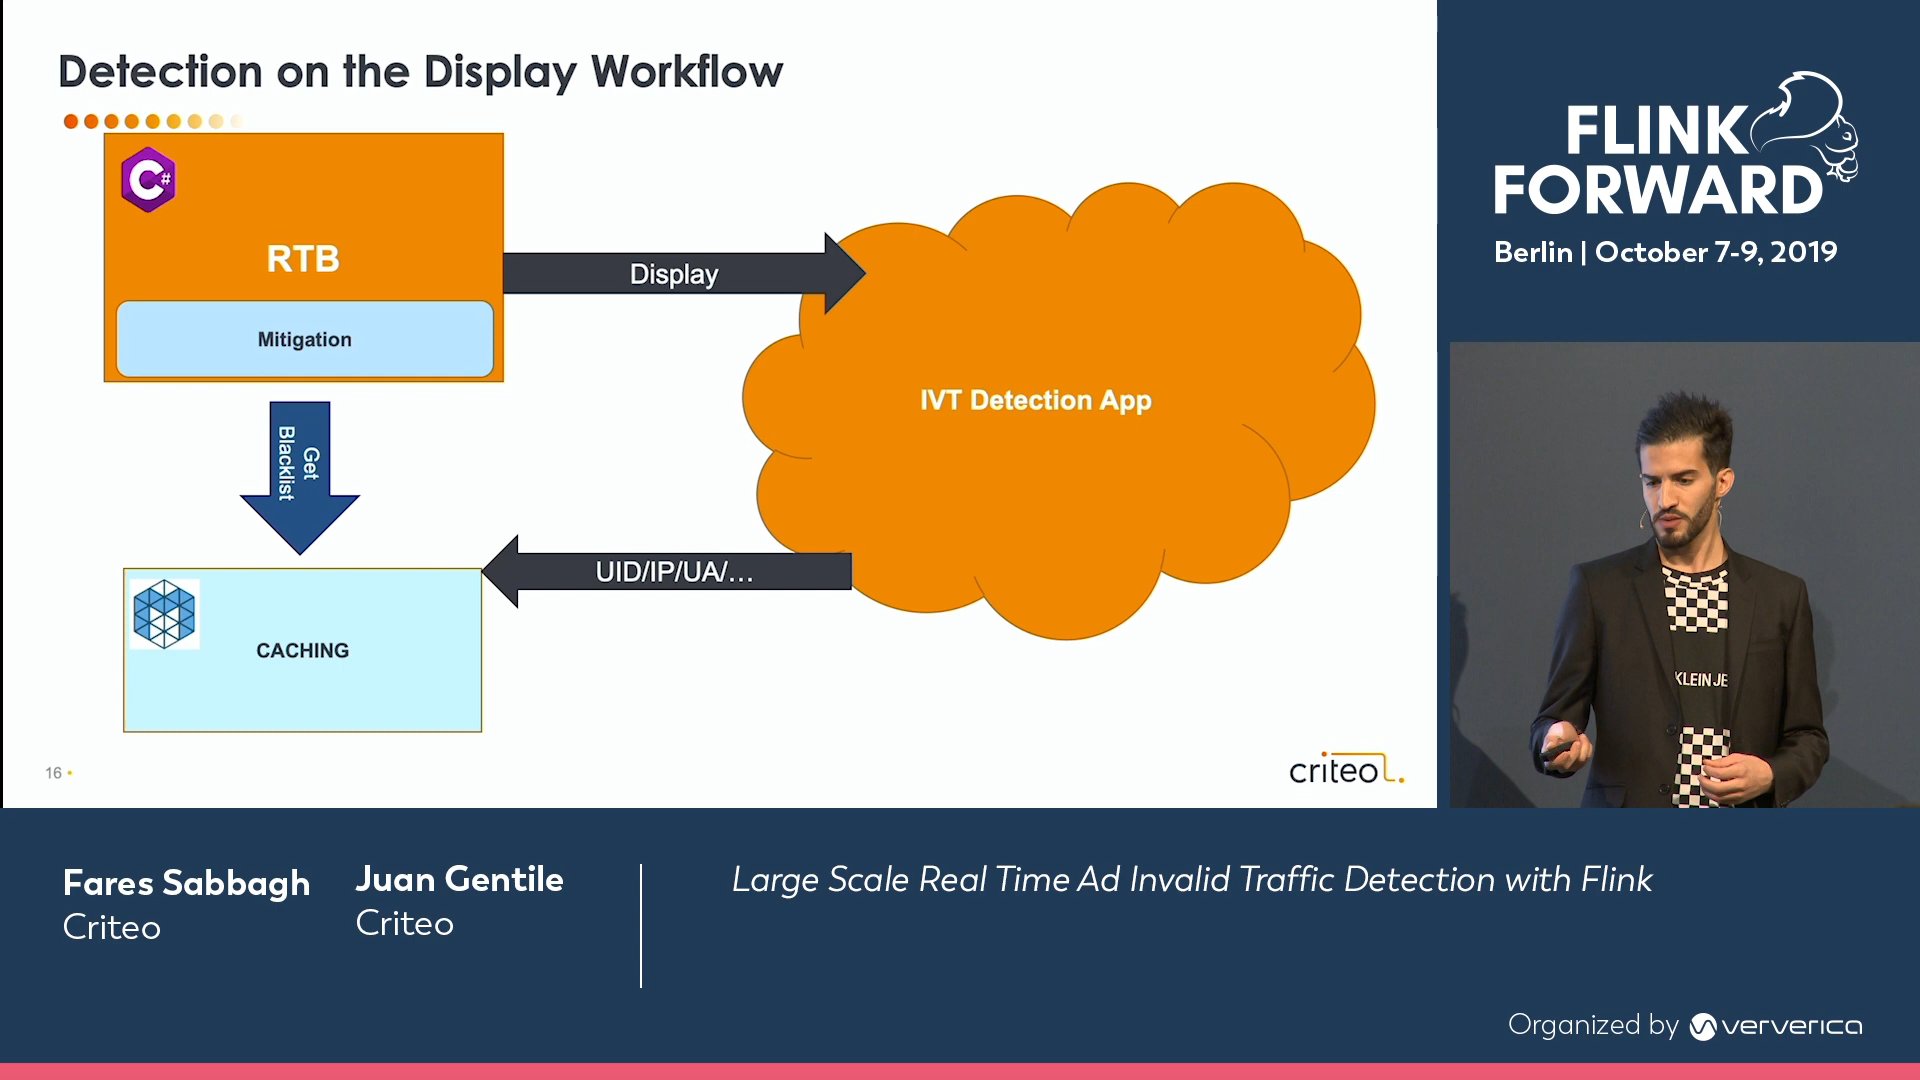 Detection on the Display Workflow
C#
RTB
Mitigation
Display
IVT Detection App
Get
Blacklist
UID/IP/UA/...
CACHING
16
criteo
FLINK
FORWARD
Berlin | October 7-9, 2019
KLEIN JE
Fares Sabbagh
Criteo
Juan Gentile
Criteo
Large Scale Real Time Ad Invalid Traffic Detection with Flink
Organized by ververica